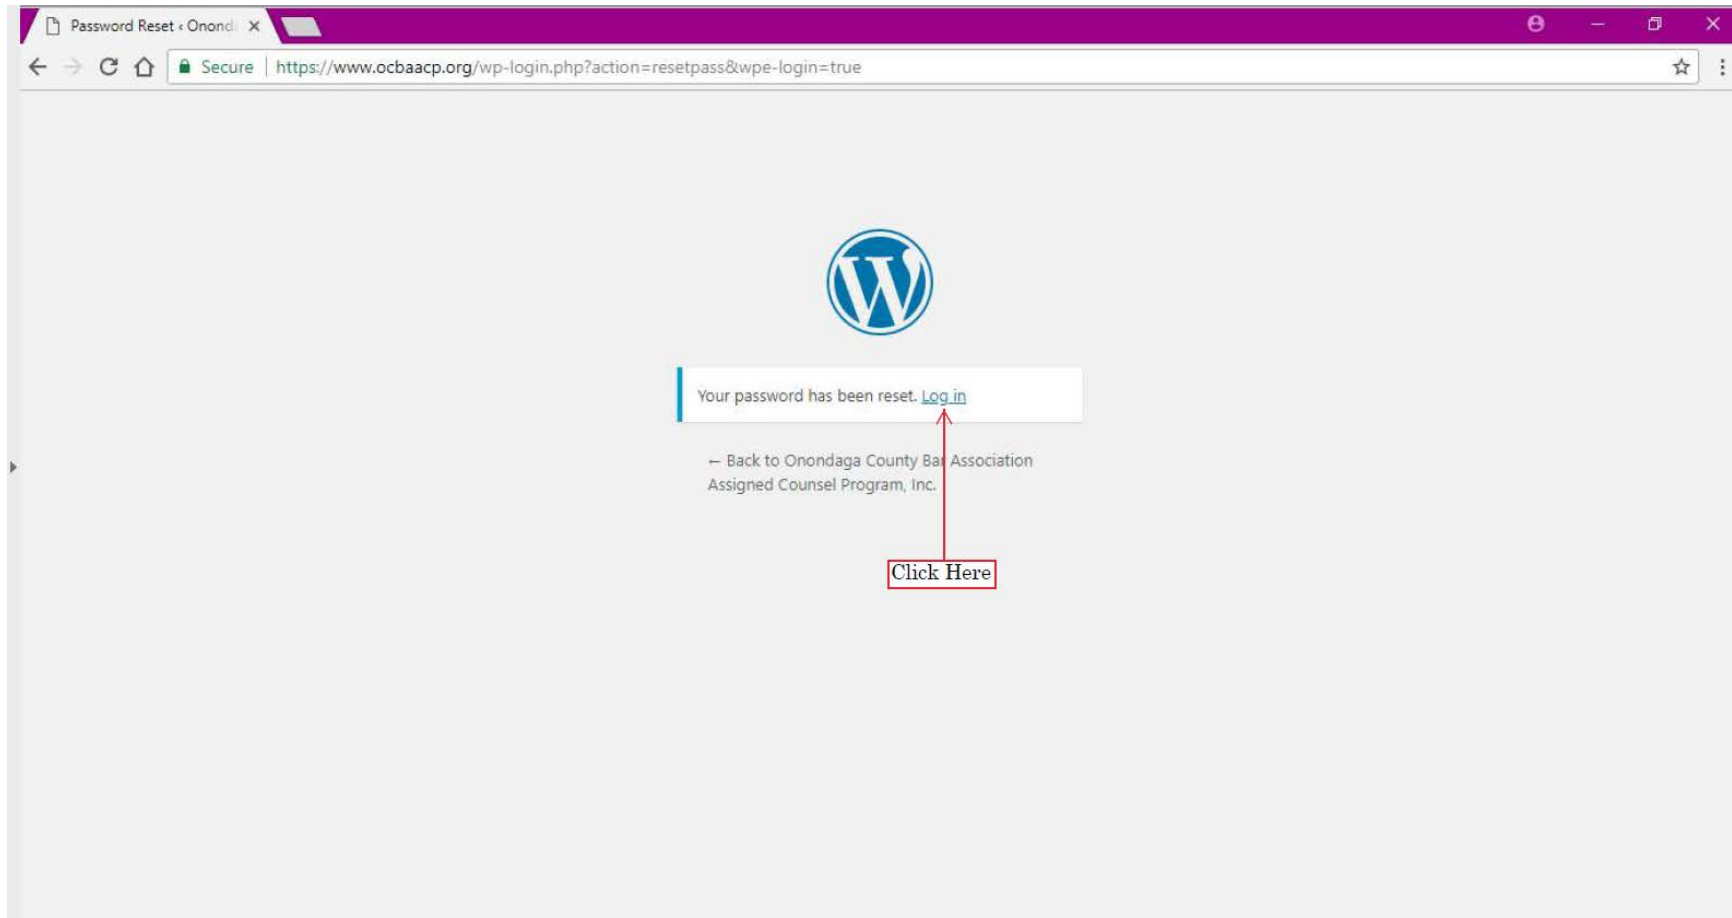 Password Reset ‹ Onond
Secure | https://www.ocbaacp.org/wp-login.php?action=resetpass&wpe-login=true
Your password has been reset. Log in
← Back to Onondaga County Bar Association
Assigned Counsel Program, Inc.
Click Here